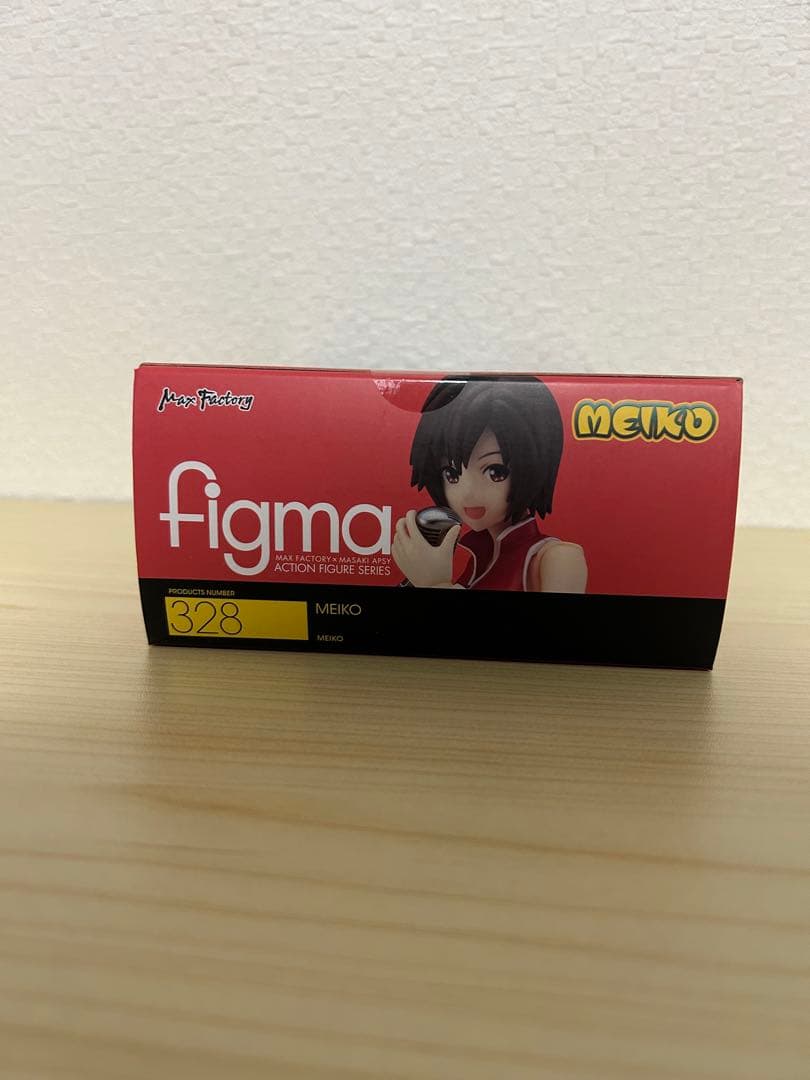 Max Factory
MEIKO
figma
MAX FACTORY × MASAKI APSY
ACTION FIGURE SERIES
PRODUCTS NUMBER
328
MEIKO
MEIKO